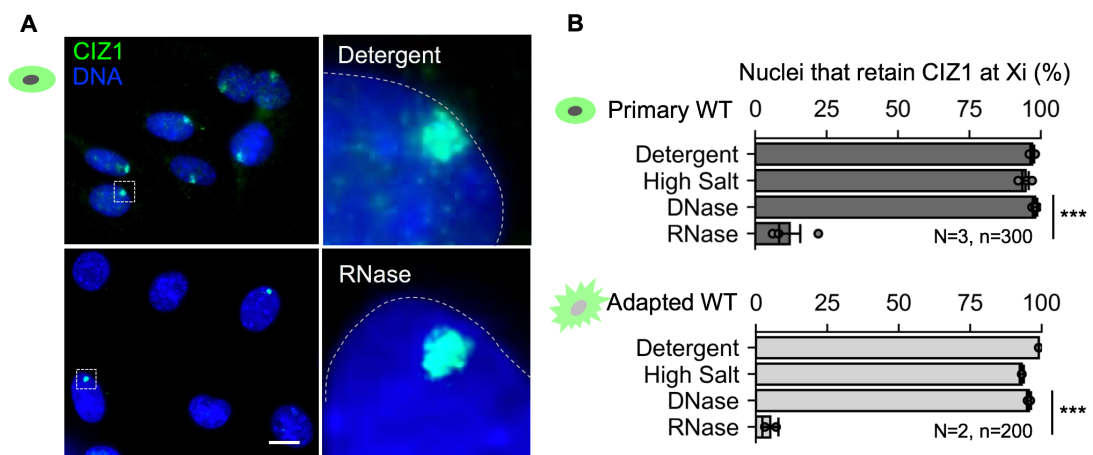 A
CIZ1
DNA
Detergent
RNase
B
Nuclei that retain CIZ1 at Xi (%)
Primary WT
0 25 50 75 100
Detergent
High Salt
DNase
RNase
***
N=3, n=300
Adapted WT
0 25 50 75 100
Detergent
High Salt
DNase
RNase
***
N=2, n=200